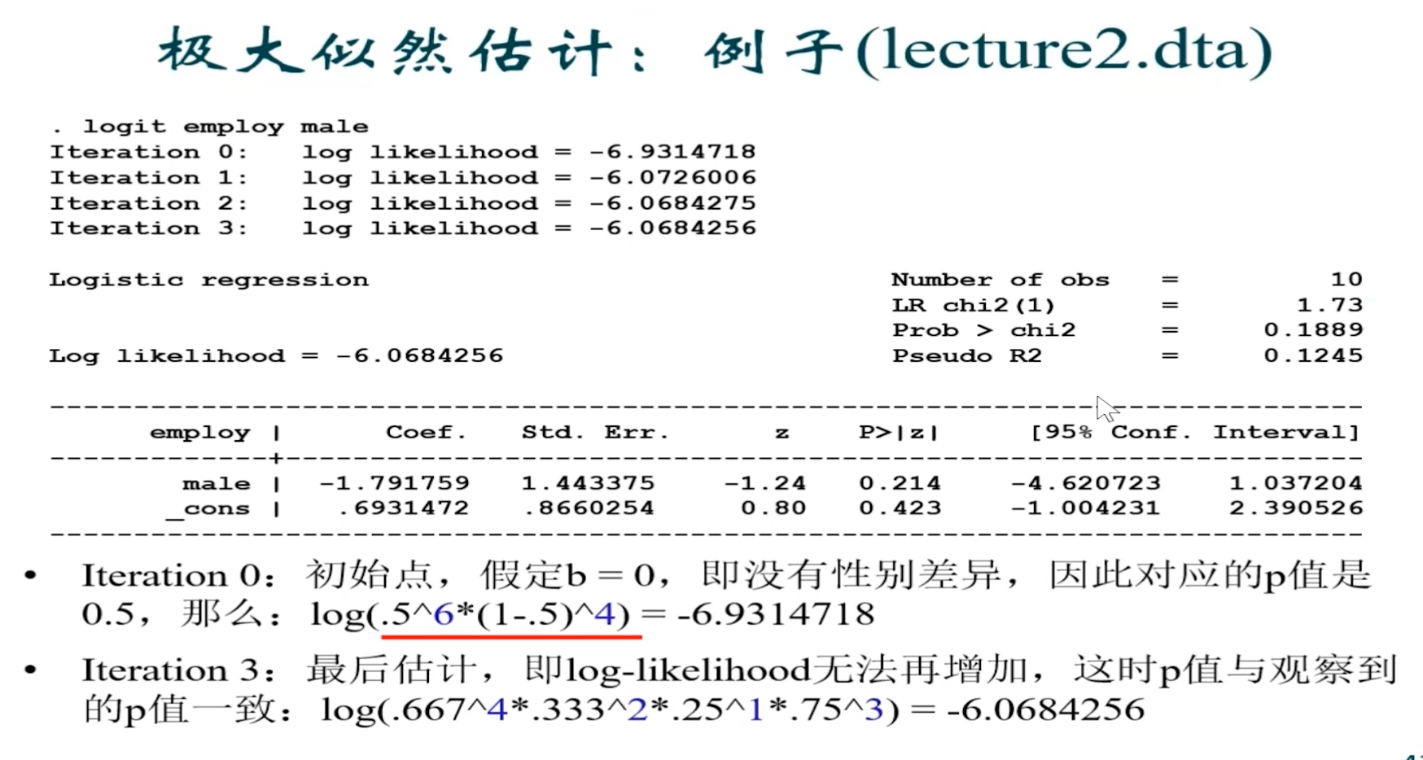 极大似然估计：例子(lecture2.dta)
. logit employ male
Iteration 0:   log likelihood = -6.9314718
Iteration 1:   log likelihood = -6.0726006
Iteration 2:   log likelihood = -6.0684275
Iteration 3:   log likelihood = -6.0684256
Logistic regression                Number of obs   =         10
LR chi2(1)      =       1.73
Prob > chi2     =     0.1889
Log likelihood = -6.0684256        Pseudo R2       =     0.1245
------------------------------------------------------------------------------
employ |      Coef.   Std. Err.      z    P>|z|     [95% Conf. Interval]
-------------+----------------------------------------------------------------
male |  -1.791759   1.443375    -1.24   0.214    -4.620723    1.037204
_cons |   .6931472   .8660254     0.80   0.423    -1.004231    2.390526
------------------------------------------------------------------------------
• Iteration 0：初始点，假定b = 0，即没有性别差异，因此对应的p值是
0.5，那么：log(.5^6*(1-.5)^4) = -6.9314718
• Iteration 3：最后估计，即log-likelihood无法再增加，这时p值与观察到
的p值一致：log(.667^4*.333^2*.25^1*.75^3) = -6.0684256